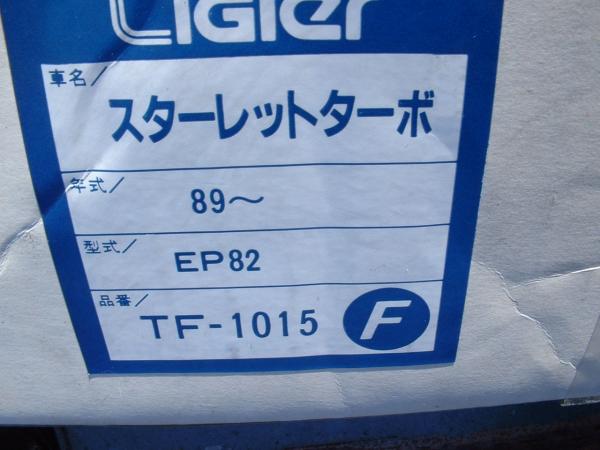 Ligier
車名/
スターレットターボ
年式/
89～
型式/
EP82
品番/
TF-1015 F